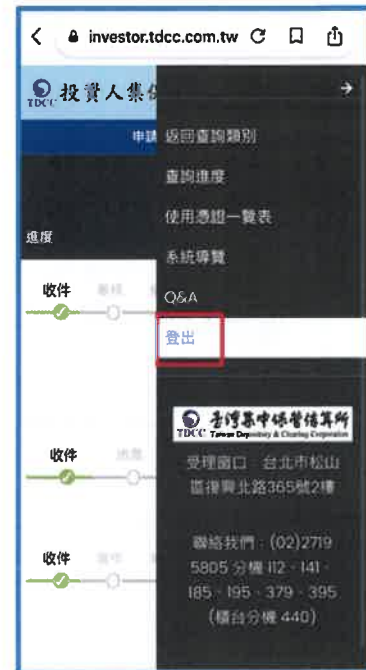 investor.tdcc.com.tw
TDCC 投資人集保
申請
返回查詢類別
查詢進度
使用憑證一覽表
系統導覽
Q&A
登出
進度
收件
收件
收件
臺灣集中保管結算所
TDCC Taiwan Depository & Clearing Corporation
受理窗口 台北市松山
區復興北路365號2樓
聯絡我們：(02)2719
5805 分機 112、141、
185、195、379、395
(櫃台分機 440)